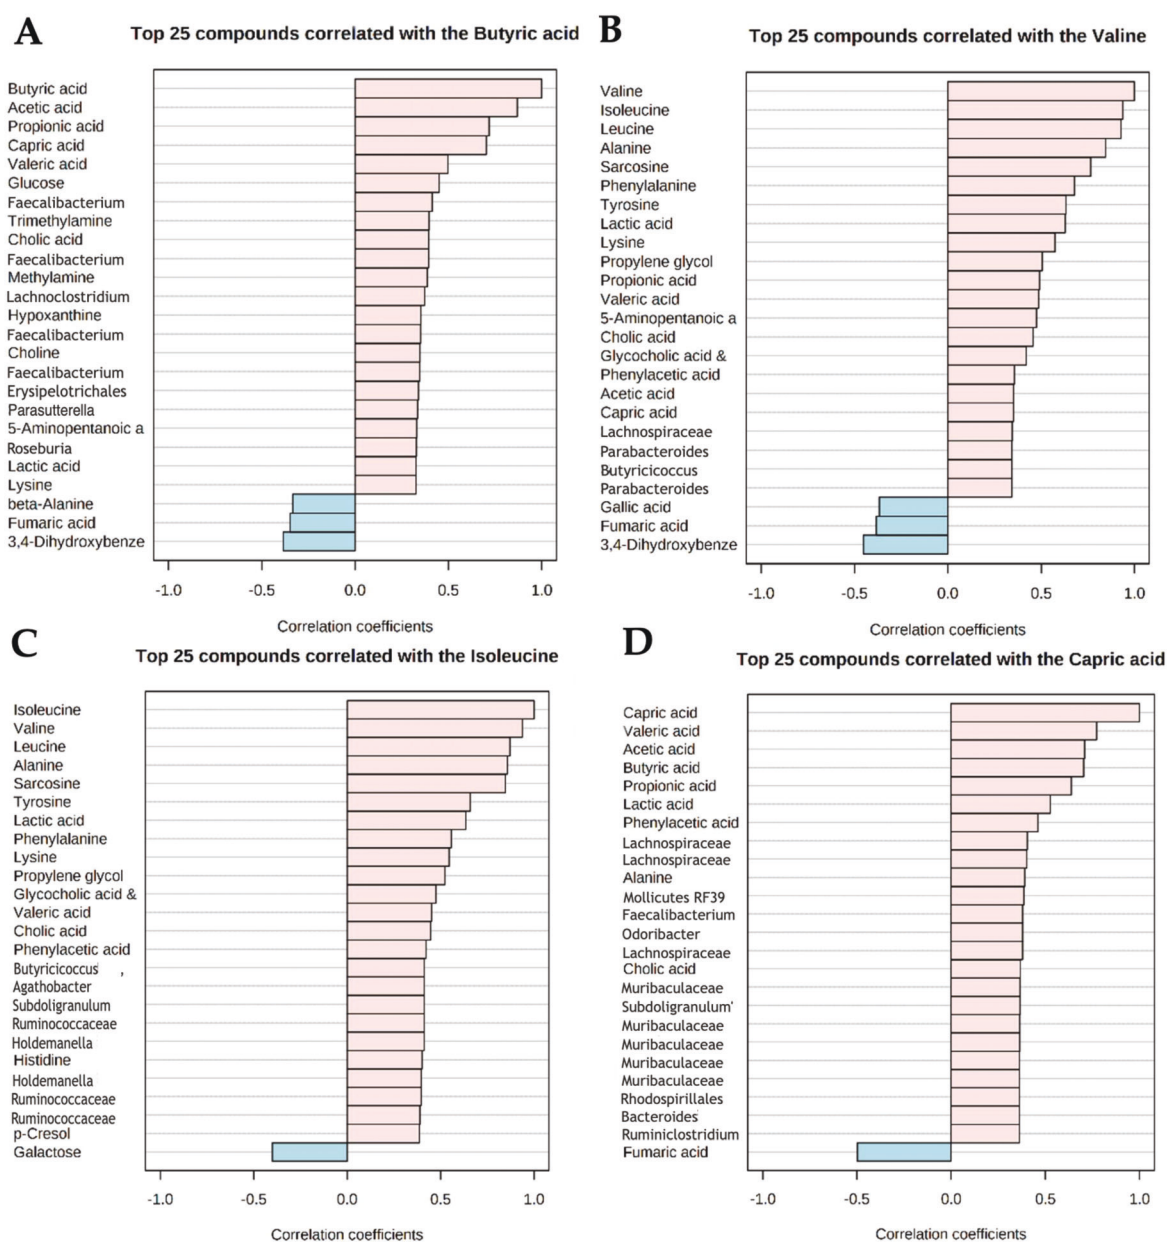 A
Top 25 compounds correlated with the Butyric acid
Butyric acid
Acetic acid
Propionic acid
Capric acid
Valeric acid
Glucose
Faecalibacterium
Trimethylamine
Cholic acid
Faecalibacterium
Methylamine
Lachnoclostridium
Hypoxanthine
Faecalibacterium
Choline
Faecalibacterium
Erysipelotrichales
Parasutterella
5-Aminopentanoic a
Roseburia
Lactic acid
Lysine
beta-Alanine
Fumaric acid
3,4-Dihydroxybenze
-1.0 -0.5 0.0 0.5 1.0
Correlation coefficients
B
Top 25 compounds correlated with the Valine
Valine
Isoleucine
Leucine
Alanine
Sarcosine
Phenylalanine
Tyrosine
Lactic acid
Lysine
Propylene glycol
Propionic acid
Valeric acid
5-Aminopentanoic a
Cholic acid
Glycocholic acid &
Phenylacetic acid
Acetic acid
Capric acid
Lachnospiraceae
Parabacteroides
Butyricicoccus
Parabacteroides
Gallic acid
Fumaric acid
3,4-Dihydroxybenze
-1.0 -0.5 0.0 0.5 1.0
Correlation coefficients
C
Top 25 compounds correlated with the Isoleucine
Isoleucine
Valine
Leucine
Alanine
Sarcosine
Tyrosine
Lactic acid
Phenylalanine
Lysine
Propylene glycol
Glycocholic acid &
Valeric acid
Cholic acid
Phenylacetic acid
Butyricicoccus ,
Agathobacter
Subdoligranulum
Ruminococcaceae
Holdemanella
Histidine
Holdemanella
Ruminococcaceae
Ruminococcaceae
p-Cresol
Galactose
-1.0 -0.5 0.0 0.5 1.0
Correlation coefficients
D
Top 25 compounds correlated with the Capric acid
Capric acid
Valeric acid
Acetic acid
Butyric acid
Propionic acid
Lactic acid
Phenylacetic acid
Lachnospiraceae
Lachnospiraceae
Alanine
Mollicutes RF39
Faecalibacterium
Odoribacter
Lachnospiraceae
Cholic acid
Muribaculaceae
Subdoligranulum'
Muribaculaceae
Muribaculaceae
Muribaculaceae
Muribaculaceae
Rhodospirillales
Bacteroides
Ruminiclostridium
Fumaric acid
-1.0 -0.5 0.0 0.5 1.0
Correlation coefficients